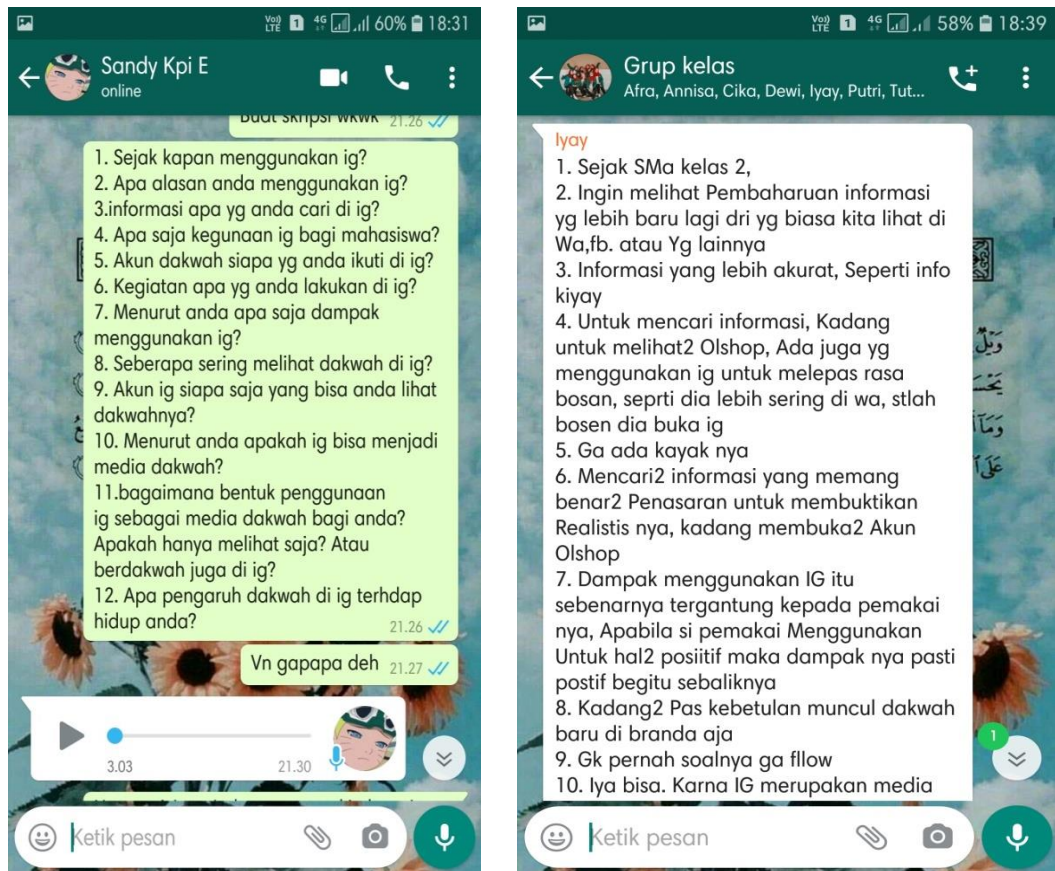 Voj) LTE 1 4G 60% 18:31
Sandy Kpi E
online
Buat skripsi wkwk 21.26
1. Sejak kapan menggunakan ig?
2. Apa alasan anda menggunakan ig?
3.informasi apa yg anda cari di ig?
4. Apa saja kegunaan ig bagi mahasiswa?
5. Akun dakwah siapa yg anda ikuti di ig?
6. Kegiatan apa yg anda lakukan di ig?
7. Menurut anda apa saja dampak
menggunakan ig?
8. Seberapa sering melihat dakwah di ig?
9. Akun ig siapa saja yang bisa anda lihat
dakwahnya?
10. Menurut anda apakah ig bisa menjadi
media dakwah?
11.bagaimana bentuk penggunaan
ig sebagai media dakwah bagi anda?
Apakah hanya melihat saja? Atau
berdakwah juga di ig?
12. Apa pengaruh dakwah di ig terhdap
hidup anda?
21.26
Vn gapapa deh 21.27
3.03 21.30
Ketik pesan
Voj) LTE 1 4G 58% 18:39
Grup kelas
Afra, Annisa, Cika, Dewi, Iyay, Putri, Tut...
Iyay
1. Sejak SMa kelas 2,
2. Ingin melihat Pembaharuan informasi
yg lebih baru lagi dri yg biasa kita lihat di
Wa,fb. atau Yg lainnya
3. Informasi yang lebih akurat, Seperti info
kiyay
4. Untuk mencari informasi, Kadang
untuk melihat2 Olshop, Ada juga yg
menggunakan ig untuk melepas rasa
bosan, seprti dia lebih sering di wa, stlah
bosen dia buka ig
5. Ga ada kayak nya
6. Mencari2 informasi yang memang
benar2 Penasaran untuk membuktikan
Realistis nya, kadang membuka2 Akun
Olshop
7. Dampak menggunakan IG itu
sebenarnya tergantung kepada pemakai
nya, Apabila si pemakai Menggunakan
Untuk hal2 posiitif maka dampak nya pasti
postif begitu sebaliknya
8. Kadang2 Pas kebetulan muncul dakwah
baru di branda aja
9. Gk pernah soalnya ga fllow
10. Iya bisa. Karna IG merupakan media
1
Ketik pesan